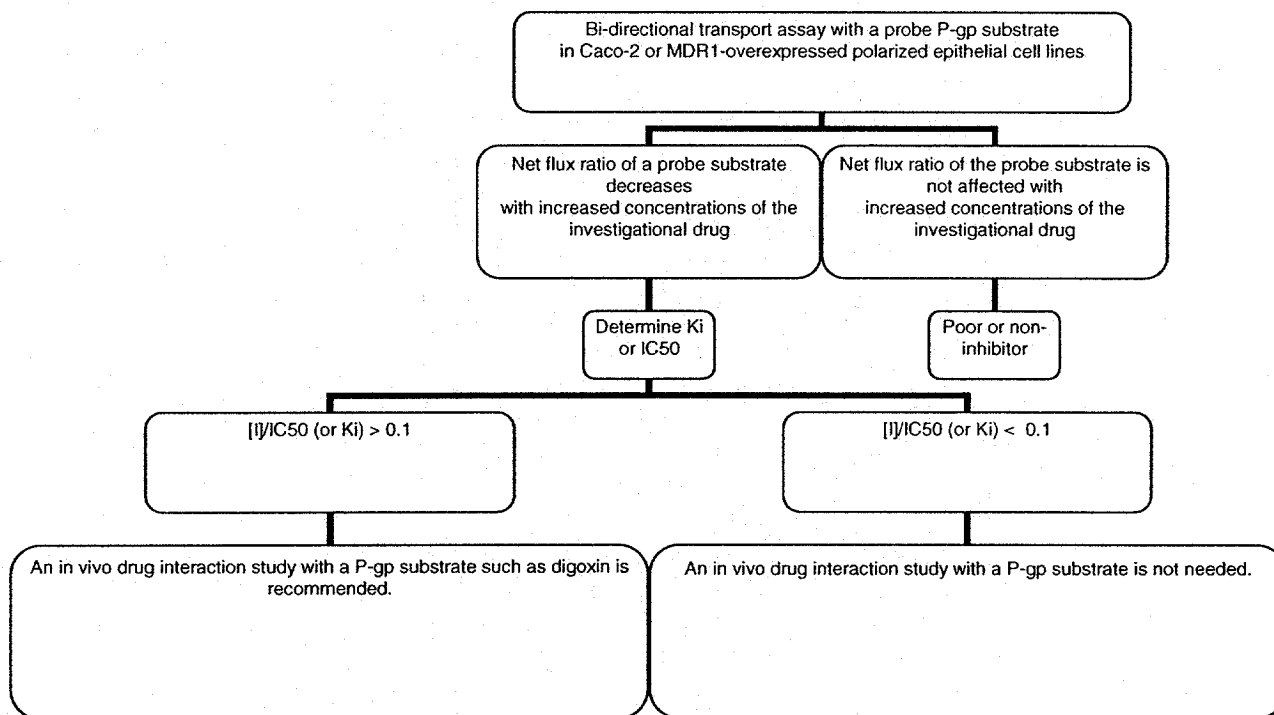 Bi-directional transport assay with a probe P-gp substrate
in Caco-2 or MDR1-overexpressed polarized epithelial cell lines
Net flux ratio of a probe substrate
decreases
with increased concentrations of the
investigational drug
Net flux ratio of the probe substrate is
not affected with
increased concentrations of the
investigational drug
Determine Ki
or IC50
Poor or non-
inhibitor
[I]/IC50 (or Ki) > 0.1
[I]/IC50 (or Ki) < 0.1
An in vivo drug interaction study with a P-gp substrate such as digoxin is
recommended.
An in vivo drug interaction study with a P-gp substrate is not needed.